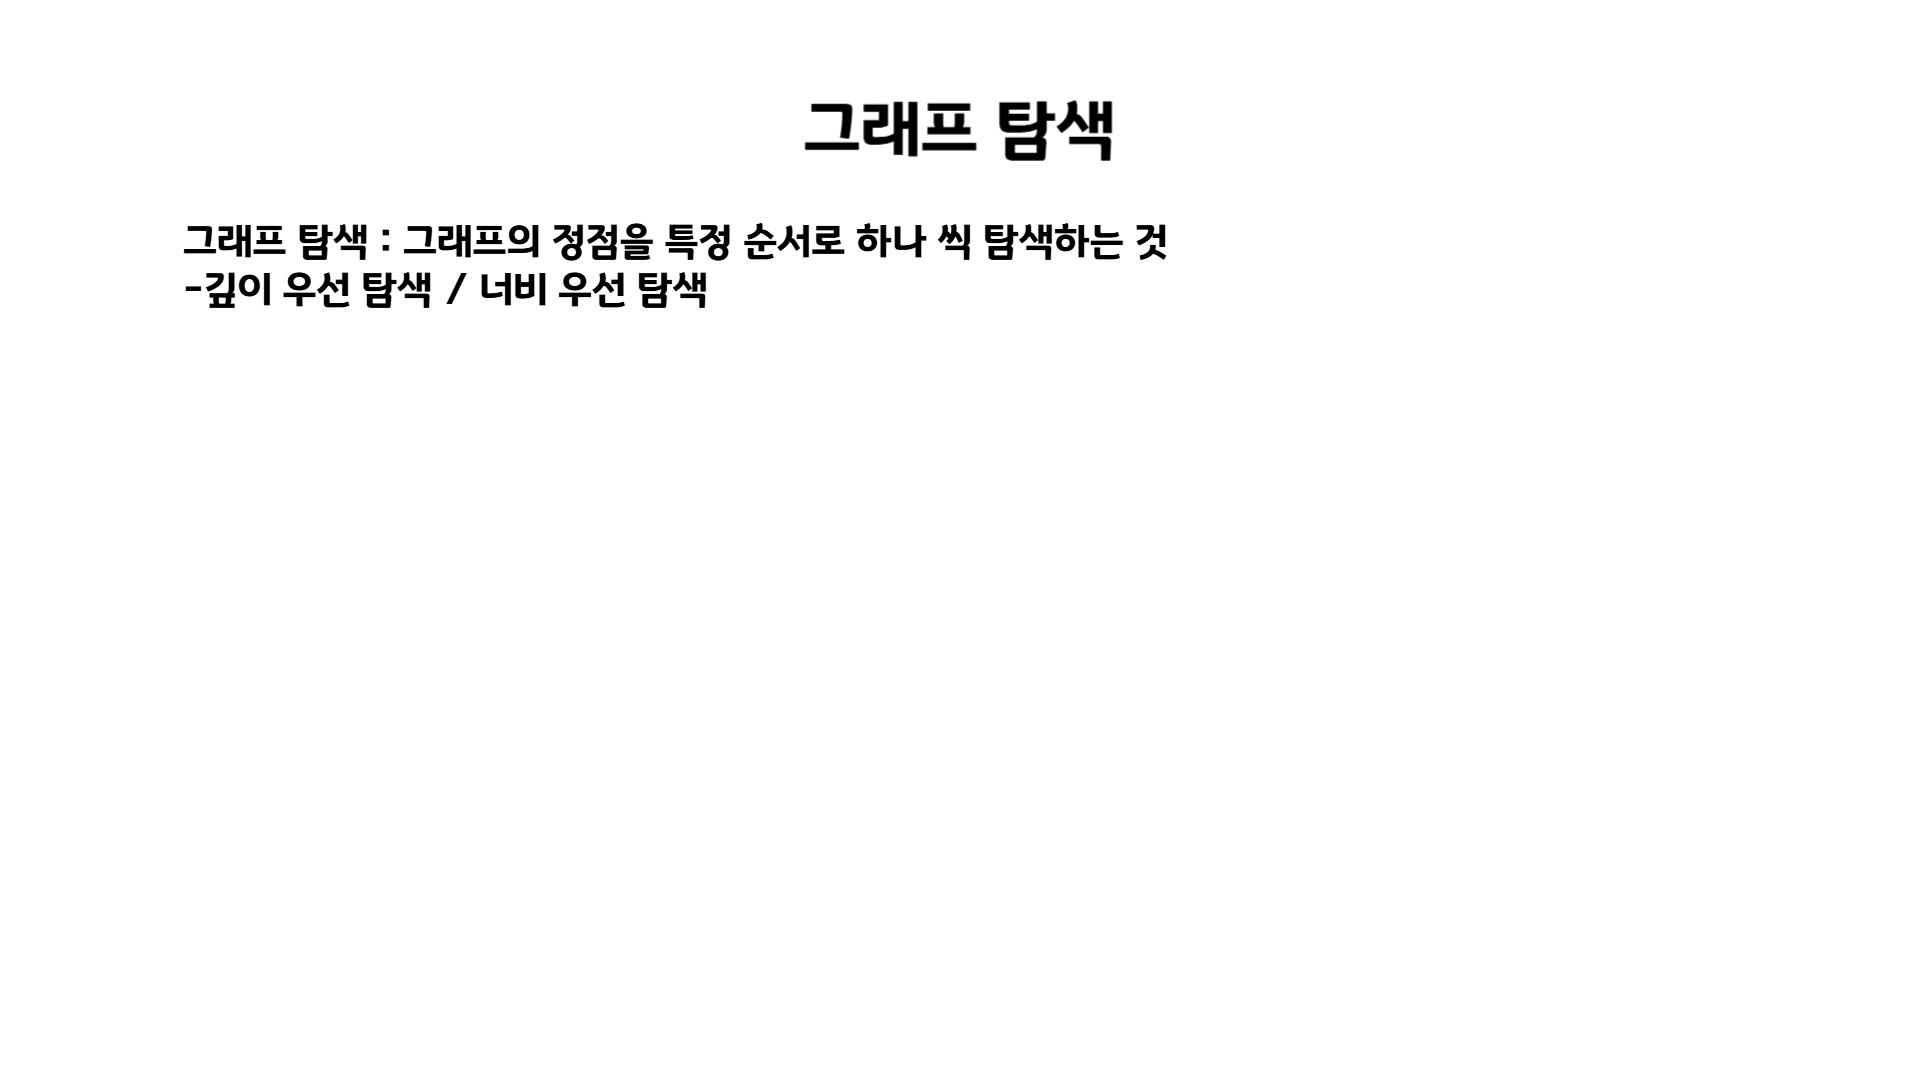 그래프 탐색
그래프 탐색 : 그래프의 정점을 특정 순서로 하나 씩 탐색하는 것
-깊이 우선 탐색 / 너비 우선 탐색